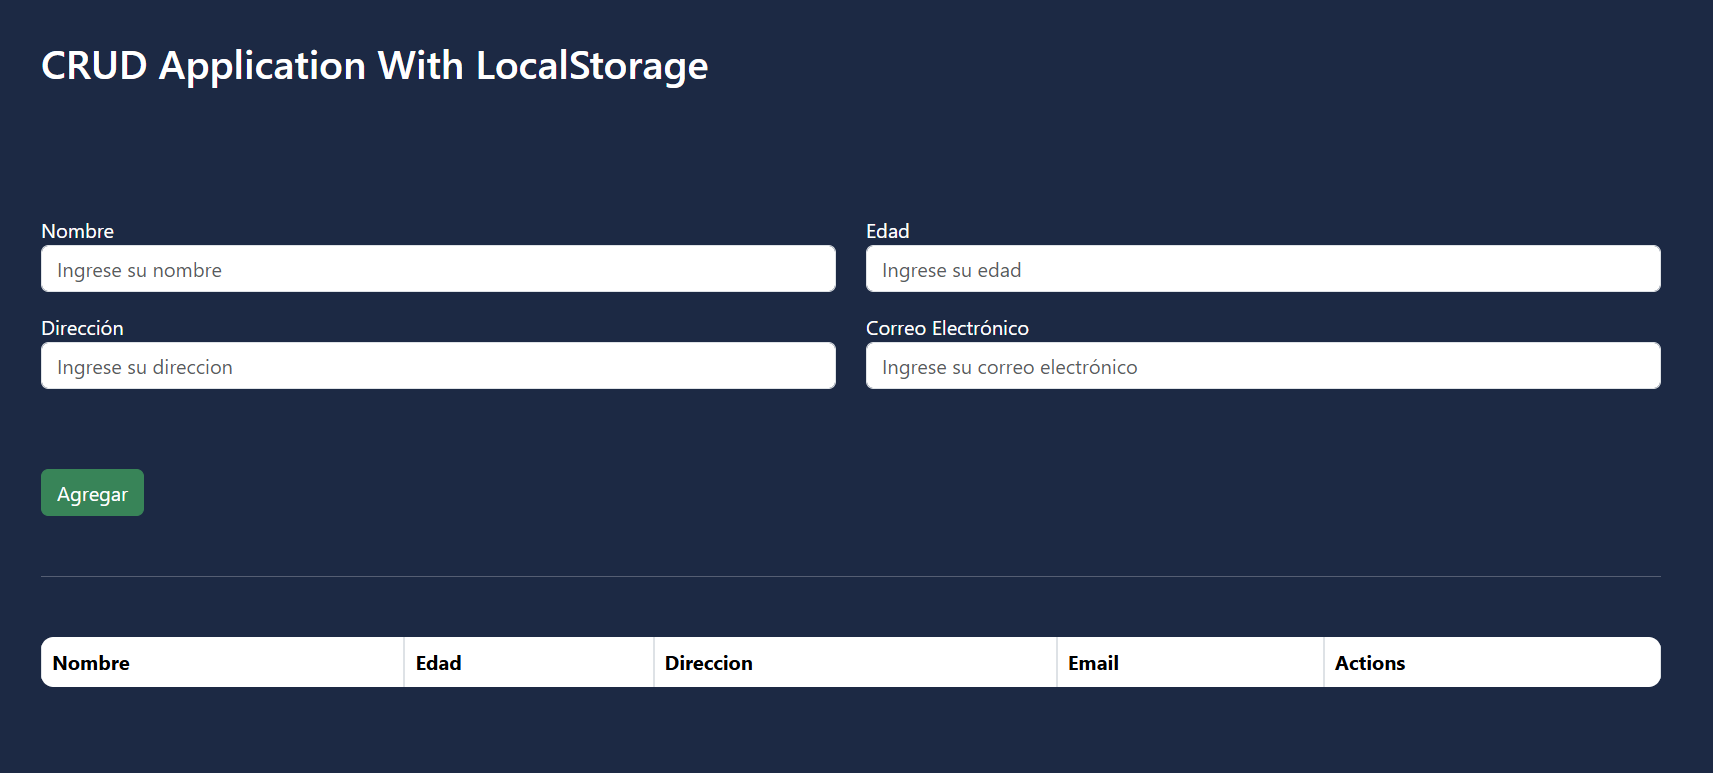 CRUD Application With LocalStorage
Nombre
Edad
Ingrese su nombre
Ingrese su edad
Dirección
Correo Electrónico
Ingrese su direccion
Ingrese su correo electrónico
Agregar
Nombre Edad Direccion Email Actions